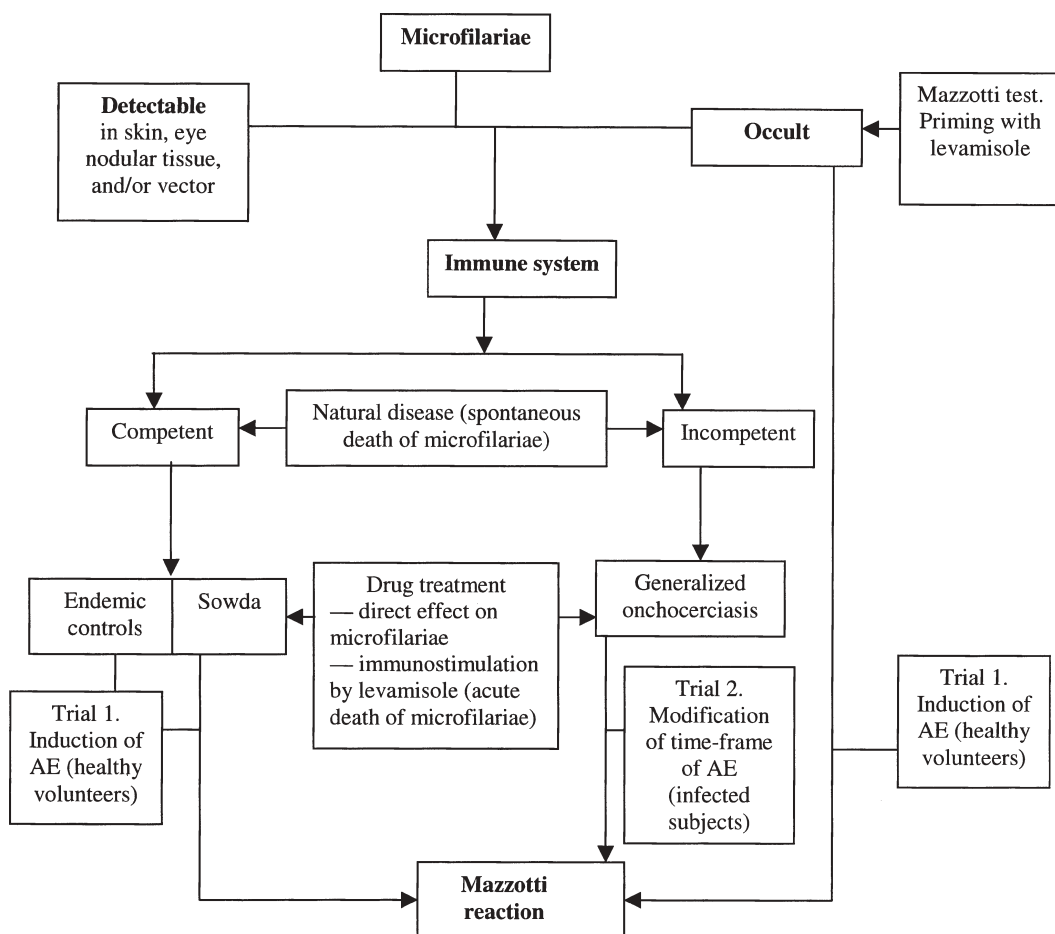 Microfilariae
Detectable
in skin, eye
nodular tissue,
and/or vector
Occult
Mazzotti test.
Priming with
levamisole
Immune system
Competent
Natural disease (spontaneous
death of microfilariae)
Incompetent
Endemic
controls
Sowda
Drug treatment
— direct effect on
microfilariae
— immunostimulation
by levamisole (acute
death of microfilariae)
Generalized
onchocerciasis
Trial 1.
Induction of
AE (healthy
volunteers)
Trial 2.
Modification
of time-frame
of AE
(infected
subjects)
Trial 1.
Induction of
AE (healthy
volunteers)
Mazzotti
reaction